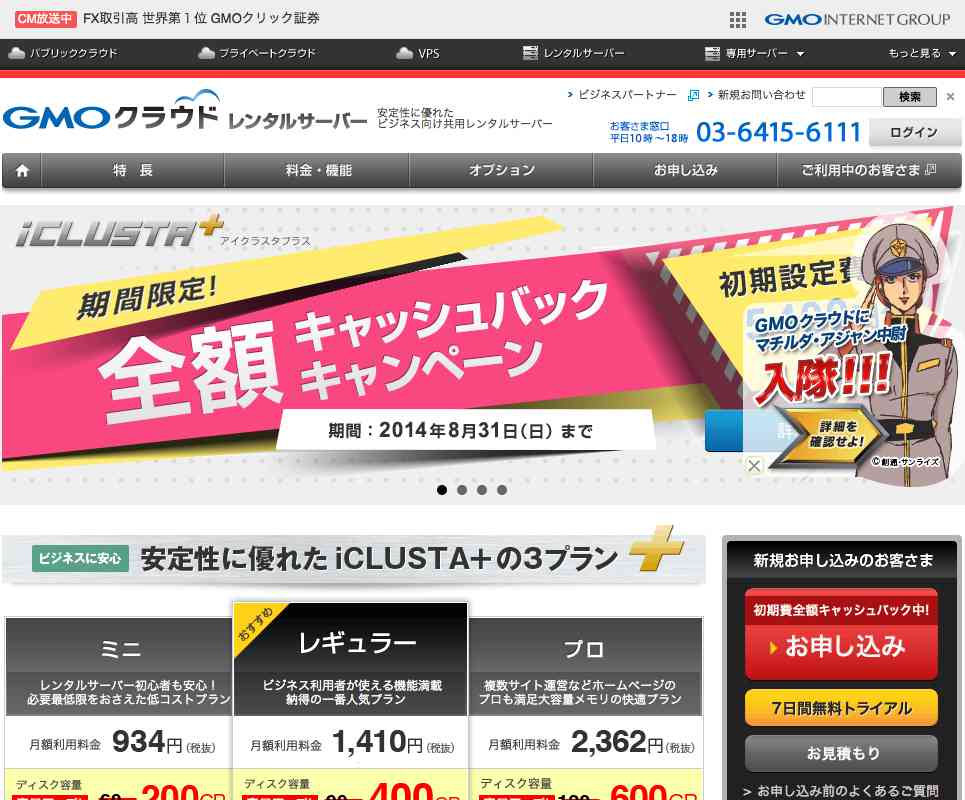 CM放送中 FX取引高 世界第1位 GMOクリック証券
GMO INTERNET GROUP
パブリッククラウド プライベートクラウド VPS レンタルサーバー 専用サーバー もっと見る
ビジネスパートナー 新規お問い合わせ 検索 ×
GMOクラウド レンタルサーバー
安定性に優れた
ビジネス向け共用レンタルサーバー
お客さま窓口
平日10時～18時
03-6415-6111
ログイン
特 長 料金・機能 オプション お申し込み ご利用中のお客さま
iCLUSTA+ アイクラスタプラス
期間限定!
全額キャッシュバック
キャンペーン
期間：2014年8月31日(日) まで
初期設定費
GMOクラウドに
マチルダ・アジャン中尉
入隊!!!
詳細を
確認せよ!
©創通・サンライズ
ビジネスに安心 安定性に優れた iCLUSTA+の3プラン
ミニ
レンタルサーバー初心者も安心！
必要最低限をおさえた低コストプラン
月額利用料金 934円(税抜)
ディスク容量
200GB
おすすめ
レギュラー
ビジネス利用者が使える機能満載
納得の一番人気プラン
月額利用料金 1,410円(税抜)
ディスク容量
400GB
プロ
複数サイト運営などホームページの
プロも満足大容量メモリの快適プラン
月額利用料金 2,362円(税抜)
ディスク容量
600GB
新規お申し込みのお客さま
初期費全額キャッシュバック中!
お申し込み
7日間無料トライアル
お見積もり
> お申し込み前のよくあるご質問